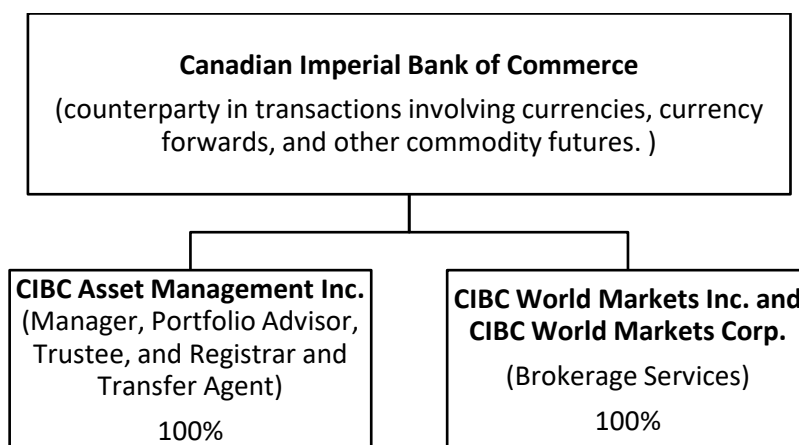 Canadian Imperial Bank of Commerce
(counterparty in transactions involving currencies, currency
forwards, and other commodity futures. )
CIBC Asset Management Inc.
(Manager, Portfolio Advisor,
Trustee, and Registrar and
Transfer Agent)
100%
CIBC World Markets Inc. and
CIBC World Markets Corp.
(Brokerage Services)
100%